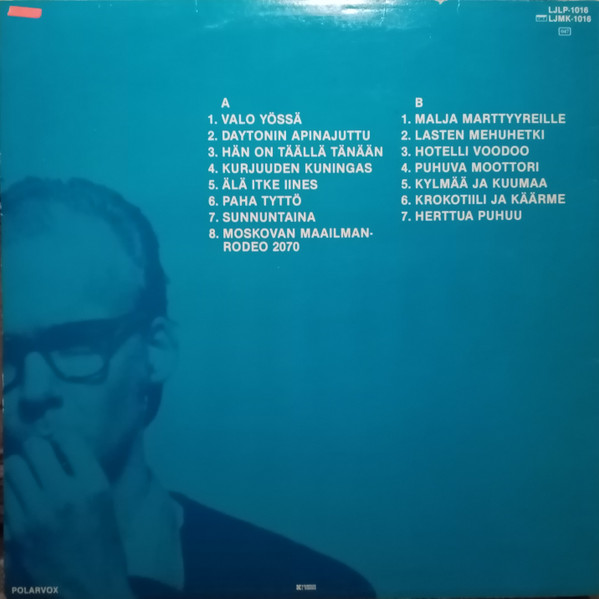 LJLP-1016
LJMK-1016
A
1. VALO YÖSSÄ
2. DAYTONIN APINAJUTTU
3. HÄN ON TÄÄLLÄ TÄNÄÄN
4. KURJUUDEN KUNINGAS
5. ÄLÄ ITKE IINES
6. PAHA TYTTÖ
7. SUNNUNTAINA
8. MOSKOVAN MAAILMAN-
RODEO 2070
B
1. MALJA MARTTYYREILLE
2. LASTEN MEHUHETKI
3. HOTELLI VOODOO
4. PUHUVA MOOTTORI
5. KYLMÄÄ JA KUUMAA
6. KROKOTIILI JA KÄÄRME
7. HERTTUA PUHUU
POLARVOX